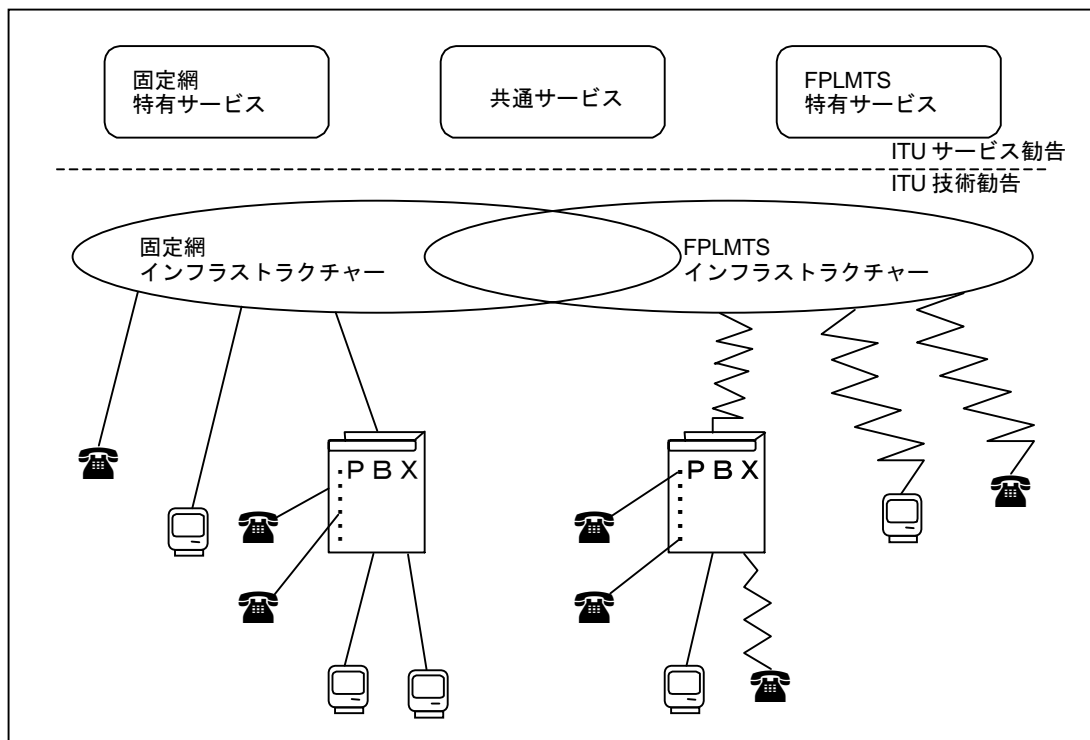 固定網
特有サービス
共通サービス
FPLMTS
特有サービス
ITU サービス勧告
ITU 技術勧告
固定網
インフラストラクチャー
FPLMTS
インフラストラクチャー
ＰＢＸ
ＰＢＸ